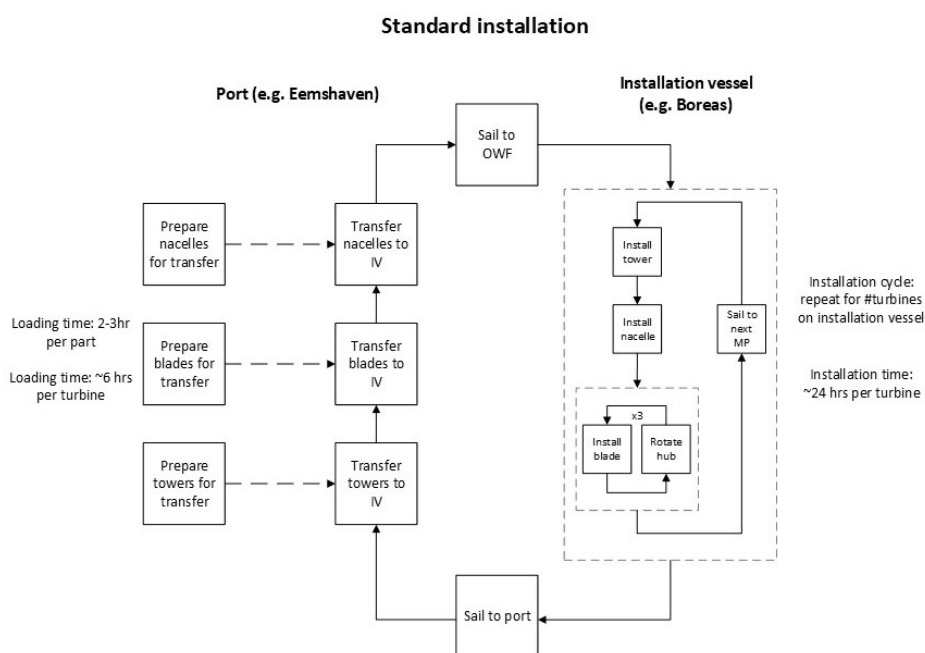 Standard installation
Port (e.g. Eemshaven)
Installation vessel
(e.g. Boreas)
Sail to
OWF
Prepare
nacelles
for transfer
Transfer
nacelles to
IV
Install
tower
Installation cycle:
repeat for #turbines
on installation vessel
Loading time: 2-3hr
per part
Loading time: ~6 hrs
per turbine
Prepare
blades for
transfer
Transfer
blades to
IV
Install
nacelle
Sail to
next
MP
Installation time:
~24 hrs per turbine
x3
Install
blade
Rotate
hub
Prepare
towers for
transfer
Transfer
towers to
IV
Sail to port